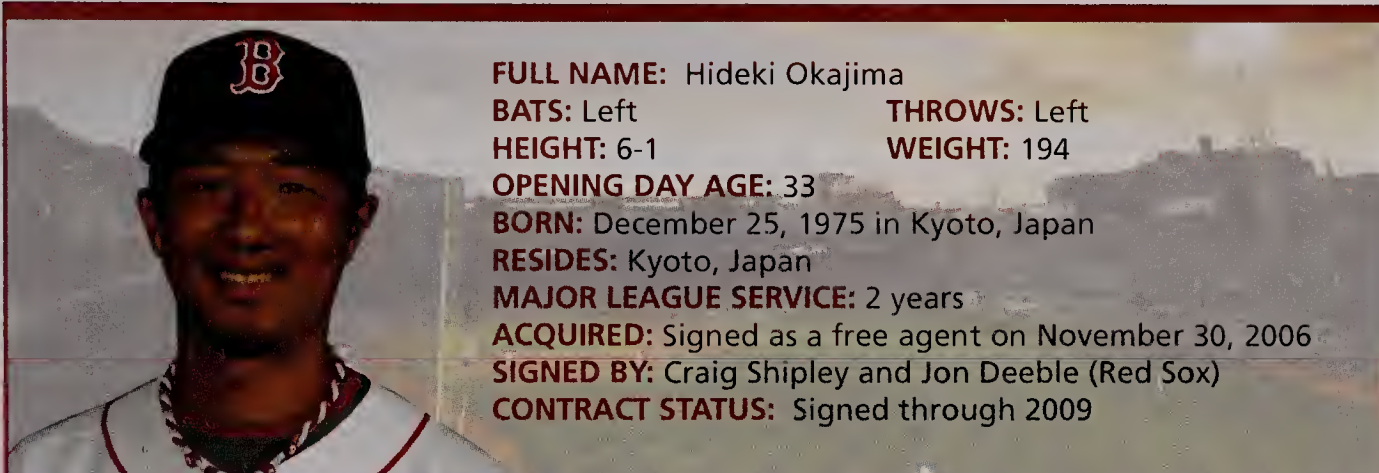 B
FULL NAME: Hideki Okajima
BATS: Left THROWS: Left
HEIGHT: 6-1 WEIGHT: 194
OPENING DAY AGE: 33
BORN: December 25, 1975 in Kyoto, Japan
RESIDES: Kyoto, Japan
MAJOR LEAGUE SERVICE: 2 years
ACQUIRED: Signed as a free agent on November 30, 2006
SIGNED BY: Craig Shipley and Jon Deeble (Red Sox)
CONTRACT STATUS: Signed through 2009